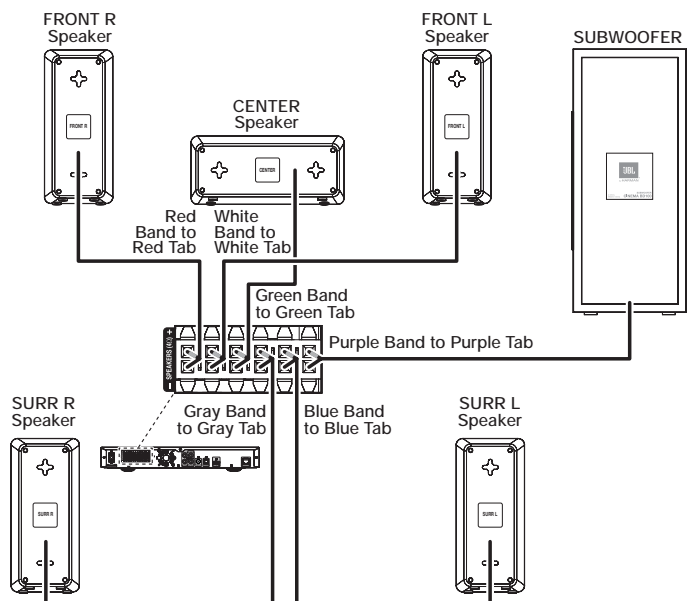 FRONT R
Speaker
FRONT L
Speaker
SUBWOOFER
CENTER
Speaker
FRONT R
CENTER
FRONT L
JBL
Red
Band to
Red Tab
White
Band to
White Tab
Green Band
to Green Tab
SPEAKERS
Purple Band to Purple Tab
SURR R
Speaker
Gray Band
to Gray Tab
Blue Band
to Blue Tab
SURR L
Speaker
SURR R
SURR L